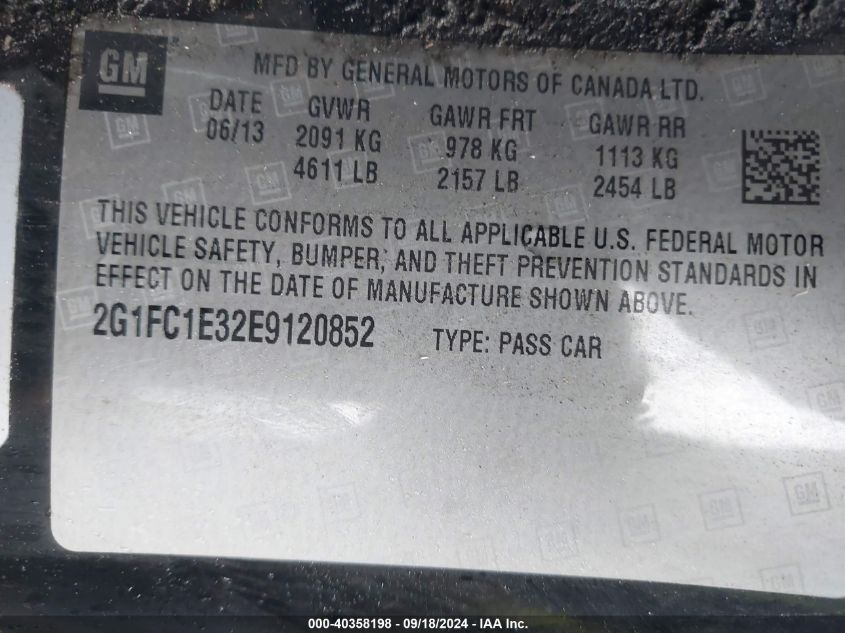 GM
MFD BY GENERAL MOTORS OF CANADA LTD.
DATE GVWR GAWR FRT GAWR RR
06/13 2091 KG 978 KG 1113 KG
4611 LB 2157 LB 2454 LB
THIS VEHICLE CONFORMS TO ALL APPLICABLE U.S. FEDERAL MOTOR
VEHICLE SAFETY, BUMPER, AND THEFT PREVENTION STANDARDS IN
EFFECT ON THE DATE OF MANUFACTURE SHOWN ABOVE.
2G1FC1E32E9120852 TYPE: PASS CAR
000-40358198 - 09/18/2024 - IAA Inc.